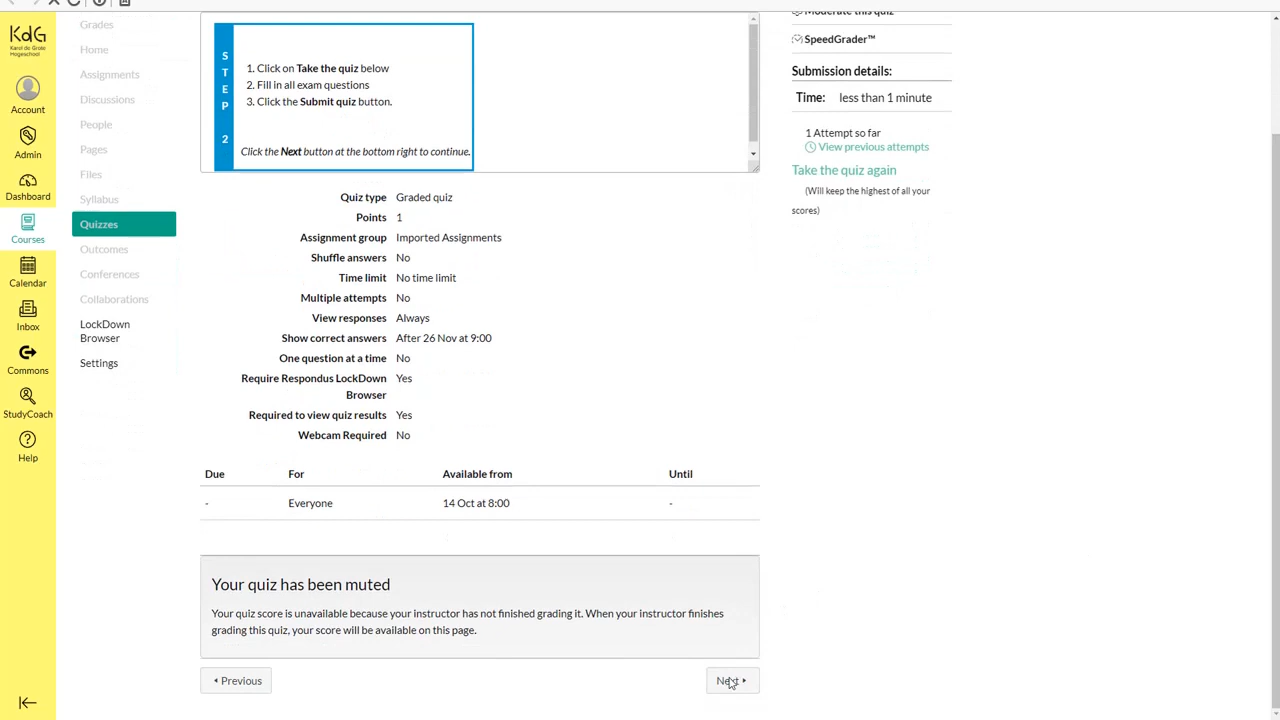 KdG
Karel de Grote
Hogeschool
Account
Admin
Dashboard
Courses
Calendar
Inbox
Commons
StudyCoach
Help
Grades
Home
Assignments
Discussions
People
Pages
Files
Syllabus
Quizzes
Outcomes
Conferences
Collaborations
LockDown
Browser
Settings
STEP 2
1. Click on Take the quiz below
2. Fill in all exam questions
3. Click the Submit quiz button.
Click the Next button at the bottom right to continue.
Quiz type Graded quiz
Points 1
Assignment group Imported Assignments
Shuffle answers No
Time limit No time limit
Multiple attempts No
View responses Always
Show correct answers After 26 Nov at 9:00
One question at a time No
Require Respondus LockDown Yes
Browser
Required to view quiz results Yes
Webcam Required No
Due For Available from Until
- Everyone 14 Oct at 8:00 -
Your quiz has been muted
Your quiz score is unavailable because your instructor has not finished grading it. When your instructor finishes
grading this quiz, your score will be available on this page.
Previous
Next
Moderate this quiz
SpeedGrader™
Submission details:
Time: less than 1 minute
1 Attempt so far
View previous attempts
Take the quiz again
(Will keep the highest of all your
scores)